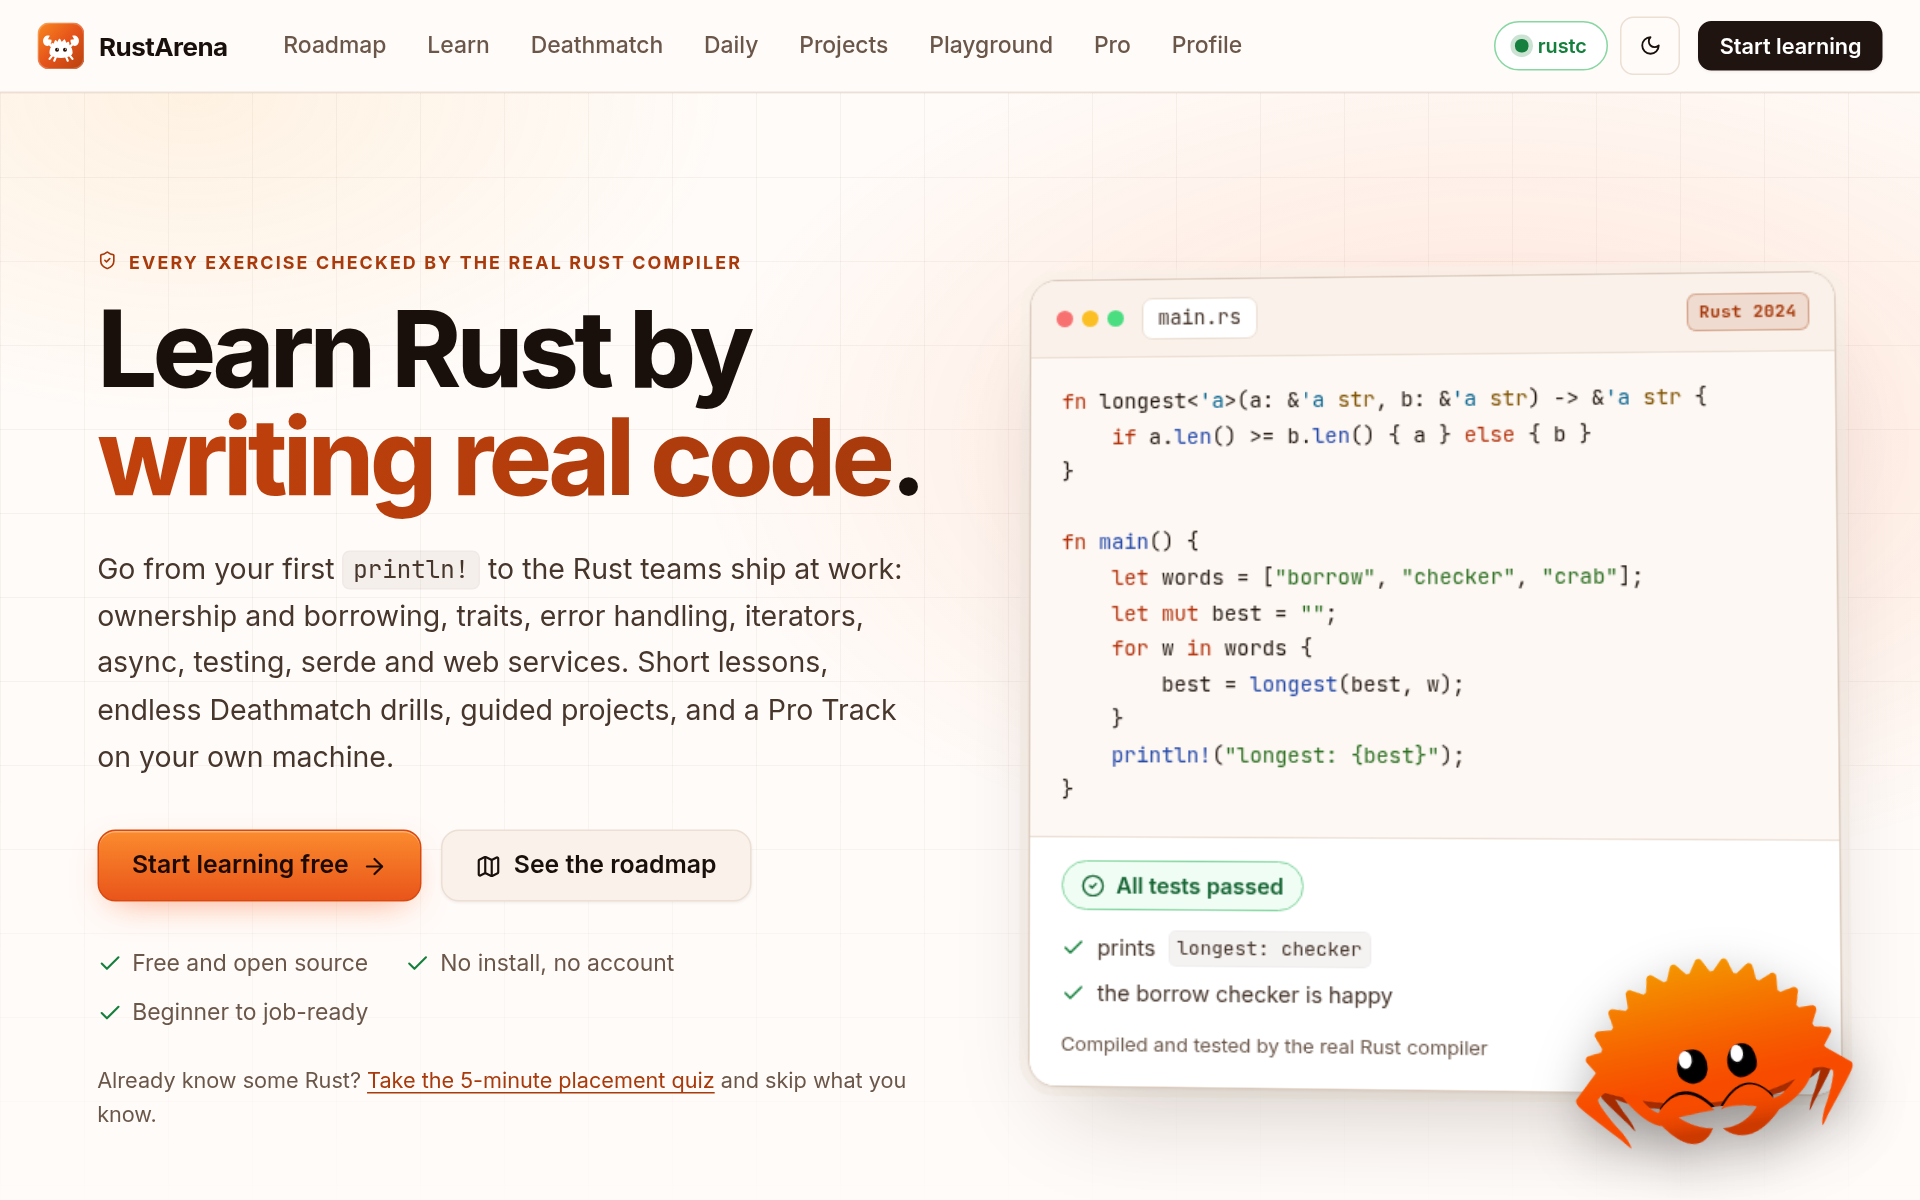 RustArena
Roadmap
Learn
Deathmatch
Daily
Projects
Playground
Pro
Profile
rustc
Start learning
EVERY EXERCISE CHECKED BY THE REAL RUST COMPILER
Learn Rust by
writing real code.
Go from your first println! to the Rust teams ship at work:
ownership and borrowing, traits, error handling, iterators,
async, testing, serde and web services. Short lessons,
endless Deathmatch drills, guided projects, and a Pro Track
on your own machine.
Start learning free
See the roadmap
Free and open source
No install, no account
Beginner to job-ready
Already know some Rust? Take the 5-minute placement quiz and skip what you
know.
main.rs
Rust 2024
fn longest<'a>(a: &'a str, b: &'a str) -> &'a str {
    if a.len() >= b.len() { a } else { b }
}
fn main() {
    let words = ["borrow", "checker", "crab"];
    let mut best = "";
    for w in words {
        best = longest(best, w);
    }
    println!("longest: {best}");
}
All tests passed
prints longest: checker
the borrow checker is happy
Compiled and tested by the real Rust compiler